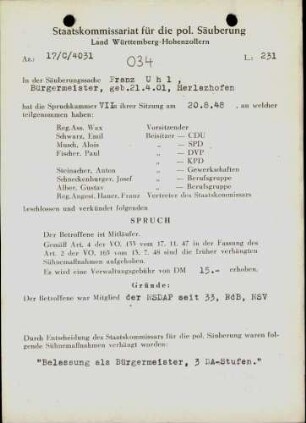 Staatskommissariat für die pol. Säuberung
Land Württemberg-Hohenzollern
Az.: 17/C/4031 034 L.: 231
In der Säuberungssache Franz Uhl,
Bürgermeister, geb.21.4.01, Herlazhofen
hat die Spruchkammer VII in ihrer Sitzung am 20.8.48 , an welcher
teilgenommen haben:
Reg.Ass. Wax Vorsitzender
Schwarz, Emil Beisitzer — CDU
Musch, Alois „ — SPD
Fischer, Paul „ — DVP
„ — KPD
Steinacher, Anton „ — Gewerkschaften
Schneckenburger, Josef „ — Berufsgruppe
Alber, Gustav „ — Berufsgruppe
Reg.Angest. Hauer, Franz Vertreter des Staatskommissars
beschlossen und verkündet folgenden
SPRUCH
Der Betroffene ist Mitläufer.
Gemäß Art. 4 der VO. 133 vom 17. 11. 47 in der Fassung des
Art. 2 der VO. 165 vom 13. 7. 48 sind die früher verhängten
Sühnemaßnahmen aufgehoben.
Es wird eine Verwaltungsgebühr von DM 15.- erhoben.
Gründe:
Der Betroffene war Mitglied der NSDAP seit 33, RdB, NSV
Durch Entscheidung des Staatskommissars für die pol. Säuberung waren fol-
gende Sühnemaßnahmen verhängt worden:
"Belassung als Bürgermeister, 3 DA-Stufen."